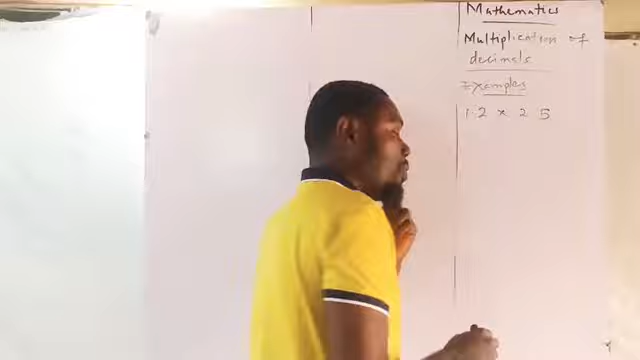 Mathematics
Multiplication of
decimals
Examples
1.2 x 2 5